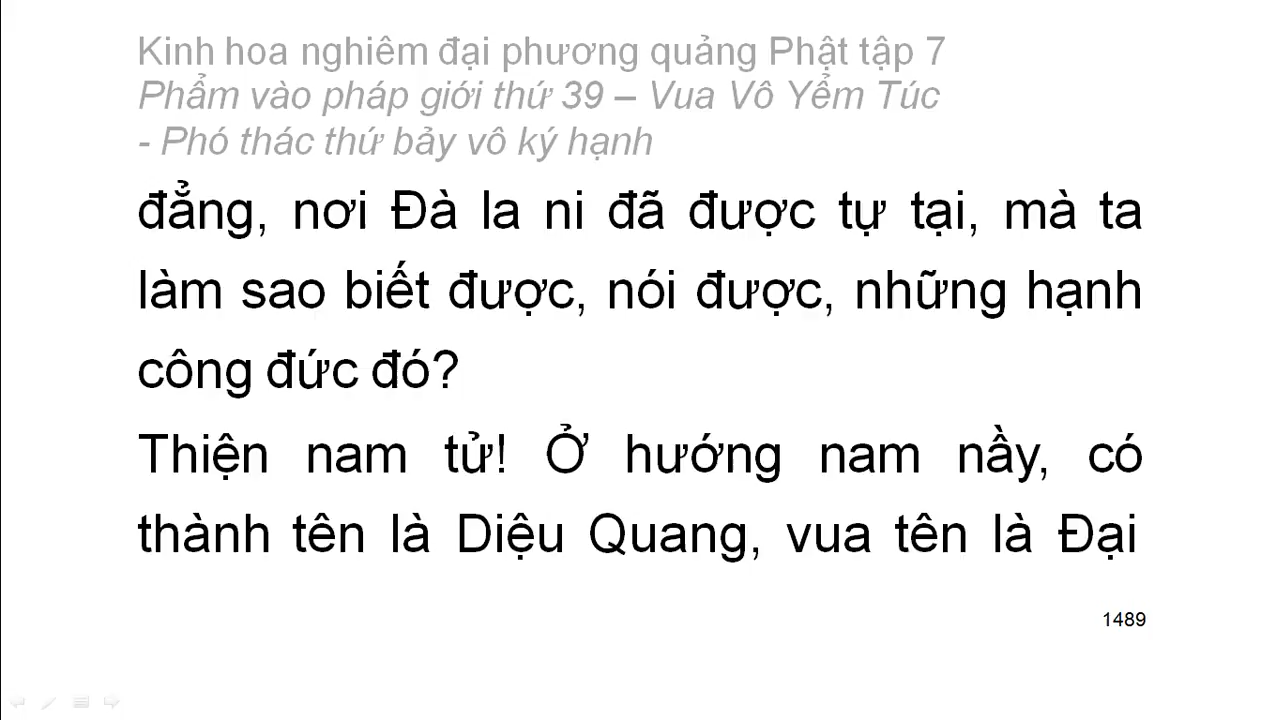 Kinh hoa nghiêm đại phương quảng Phật tập 7
Phẩm vào pháp giới thứ 39 – Vua Vô Yểm Túc
- Phó thác thứ bảy vô ký hạnh
đẳng, nơi Đà la ni đã được tự tại, mà ta
làm sao biết được, nói được, những hạnh
công đức đó?
Thiện nam tử! Ở hướng nam nầy, có
thành tên là Diệu Quang, vua tên là Đại
1489